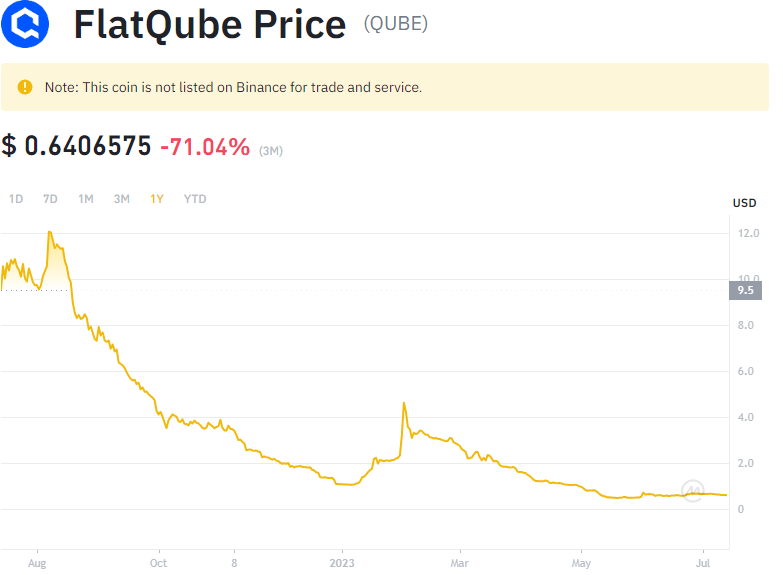 FlatQube Price (QUBE)
Note: This coin is not listed on Binance for trade and service.
$ 0.6406575 -71.04% (3M)
1D 7D 1M 3M 1Y YTD
USD
12.0
10.0
9.5
8.0
6.0
4.0
2.0
0
Aug Oct 8 2023 Mar May Jul